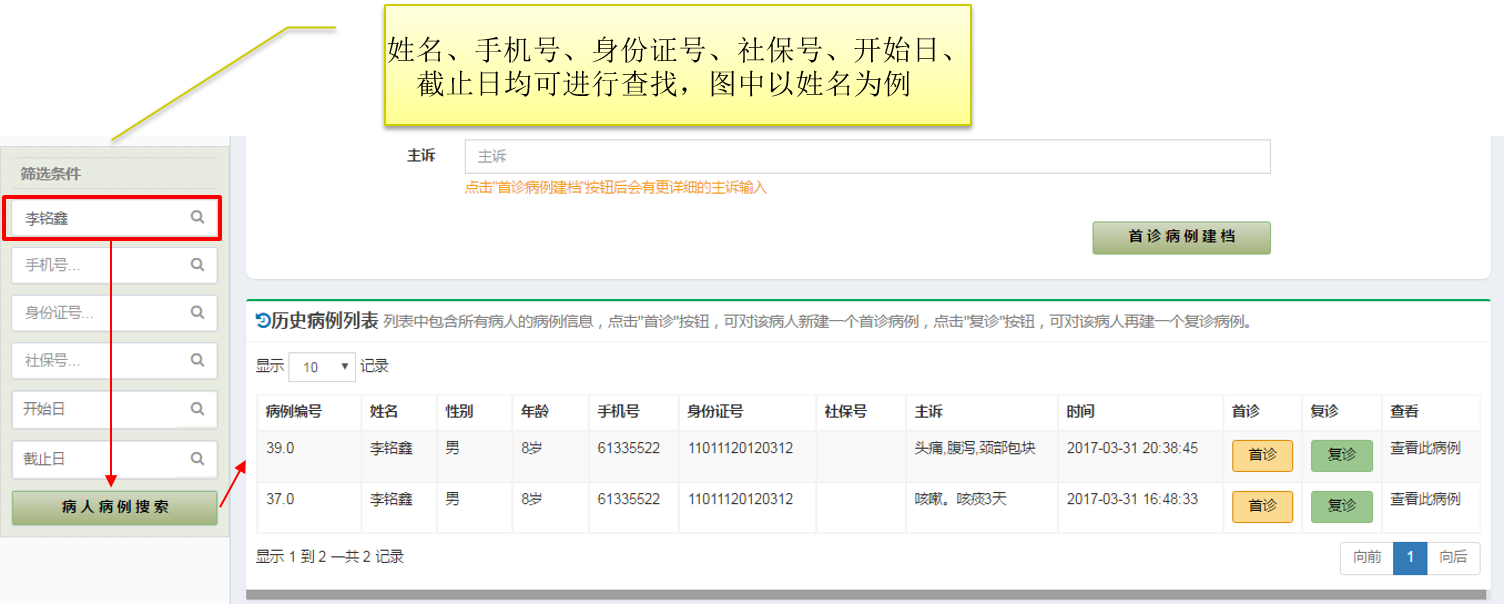 姓名、手机号、身份证号、社保号、开始日、
截止日均可进行查找，图中以姓名为例
筛选条件
李铭鑫
手机号...
身份证号...
社保号...
开始日
截止日
病人病例搜索
主诉 主诉
点击"首诊病例建档"按钮后会有更详细的主诉输入
首诊病例建档
历史病例列表 列表中包含所有病人的病例信息，点击"首诊"按钮，可对该病人新建一个首诊病例，点击"复诊"按钮，可对该病人再建一个复诊病例。
显示 10 记录
病例编号 姓名 性别 年龄 手机号 身份证号 社保号 主诉 时间 首诊 复诊 查看
39.0 李铭鑫 男 8岁 61335522 11011120120312 头痛,腹泻,颈部包块 2017-03-31 20:38:45 首诊 复诊 查看此病例
37.0 李铭鑫 男 8岁 61335522 11011120120312 咳嗽。咳痰3天 2017-03-31 16:48:33 首诊 复诊 查看此病例
显示 1 到 2 —共 2 记录
向前 1 向后